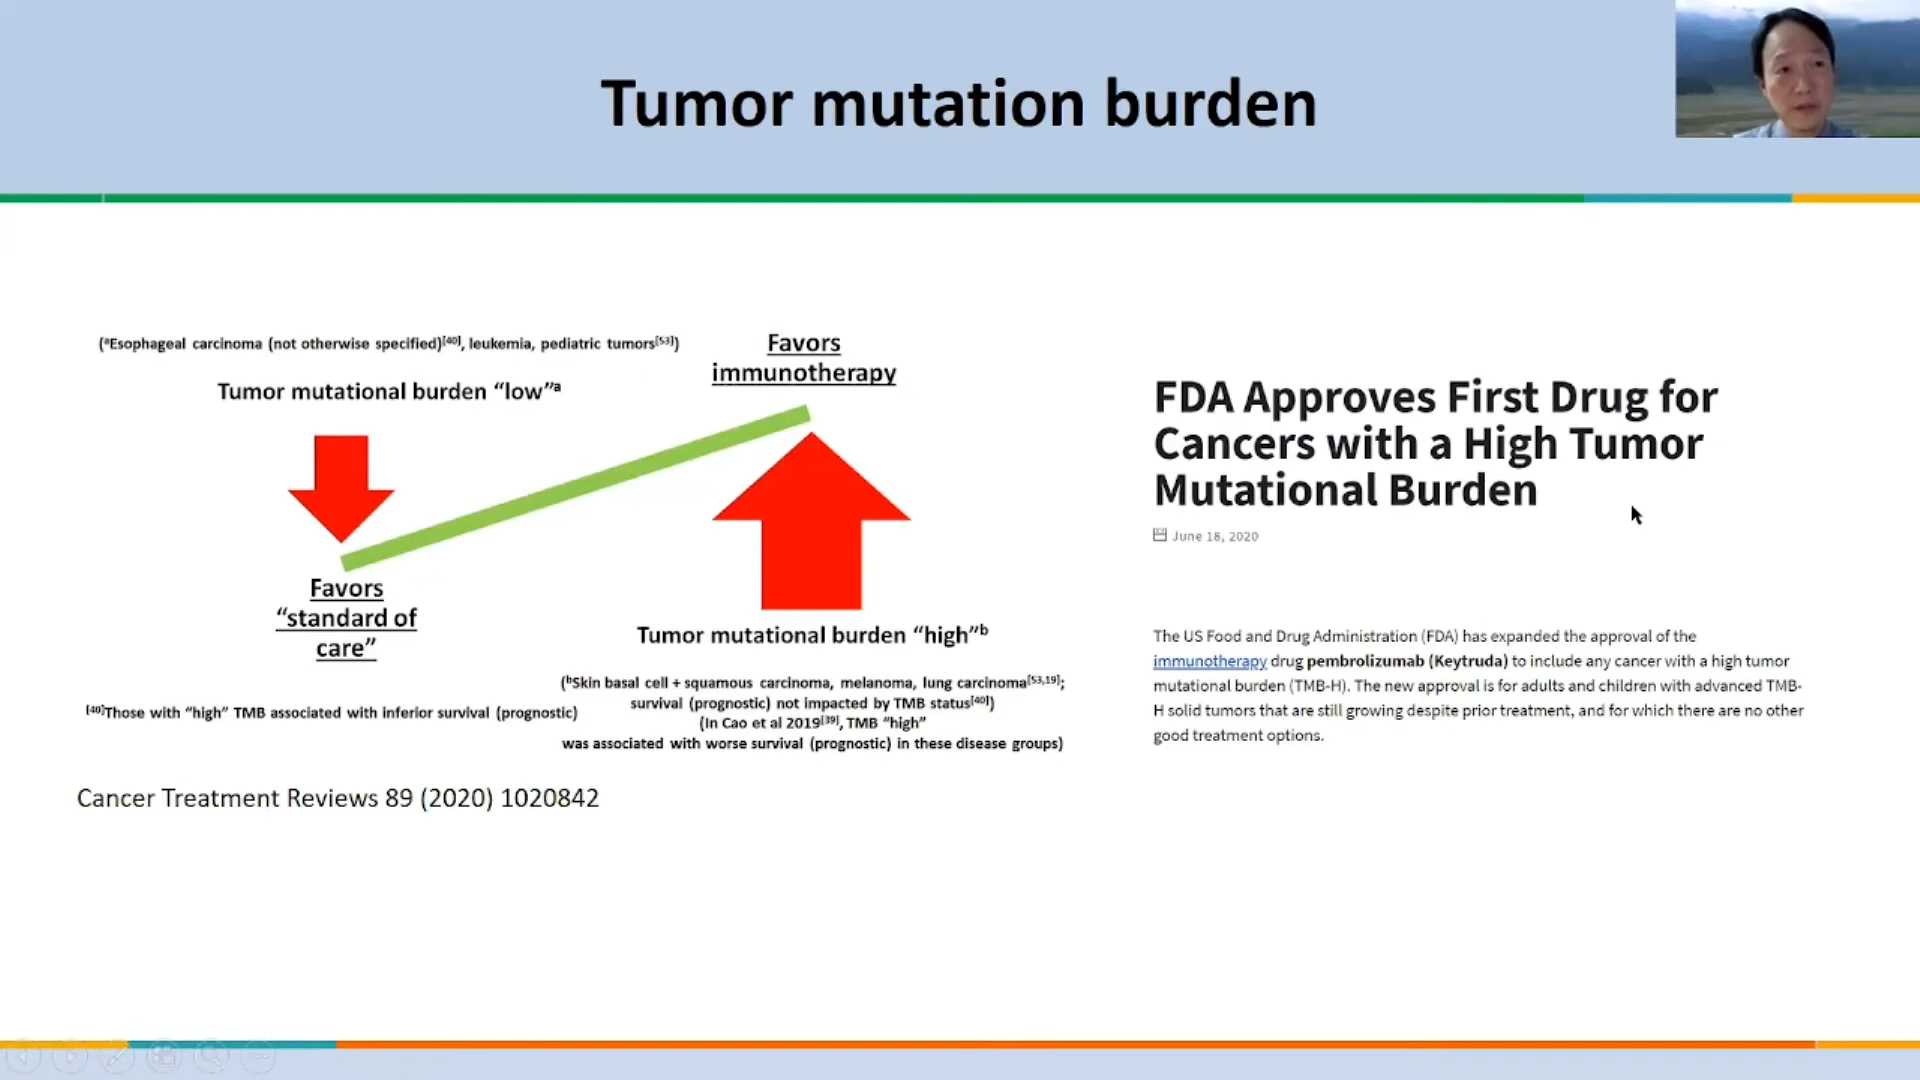 Tumor mutation burden
(ᵃEsophageal carcinoma (not otherwise specified)[40], leukemia, pediatric tumors[53])
Tumor mutational burden “low”ᵃ
Favors
“standard of
care”
[40]Those with “high” TMB associated with inferior survival (prognostic)
Favors
immunotherapy
Tumor mutational burden “high”ᵇ
(ᵇSkin basal cell + squamous carcinoma, melanoma, lung carcinoma[53,19];
survival (prognostic) not impacted by TMB status[40])
(In Cao et al 2019[39], TMB “high”
was associated with worse survival (prognostic) in these disease groups)
Cancer Treatment Reviews 89 (2020) 1020842
FDA Approves First Drug for
Cancers with a High Tumor
Mutational Burden
June 18, 2020
The US Food and Drug Administration (FDA) has expanded the approval of the
immunotherapy drug pembrolizumab (Keytruda) to include any cancer with a high tumor
mutational burden (TMB-H). The new approval is for adults and children with advanced TMB-
H solid tumors that are still growing despite prior treatment, and for which there are no other
good treatment options.